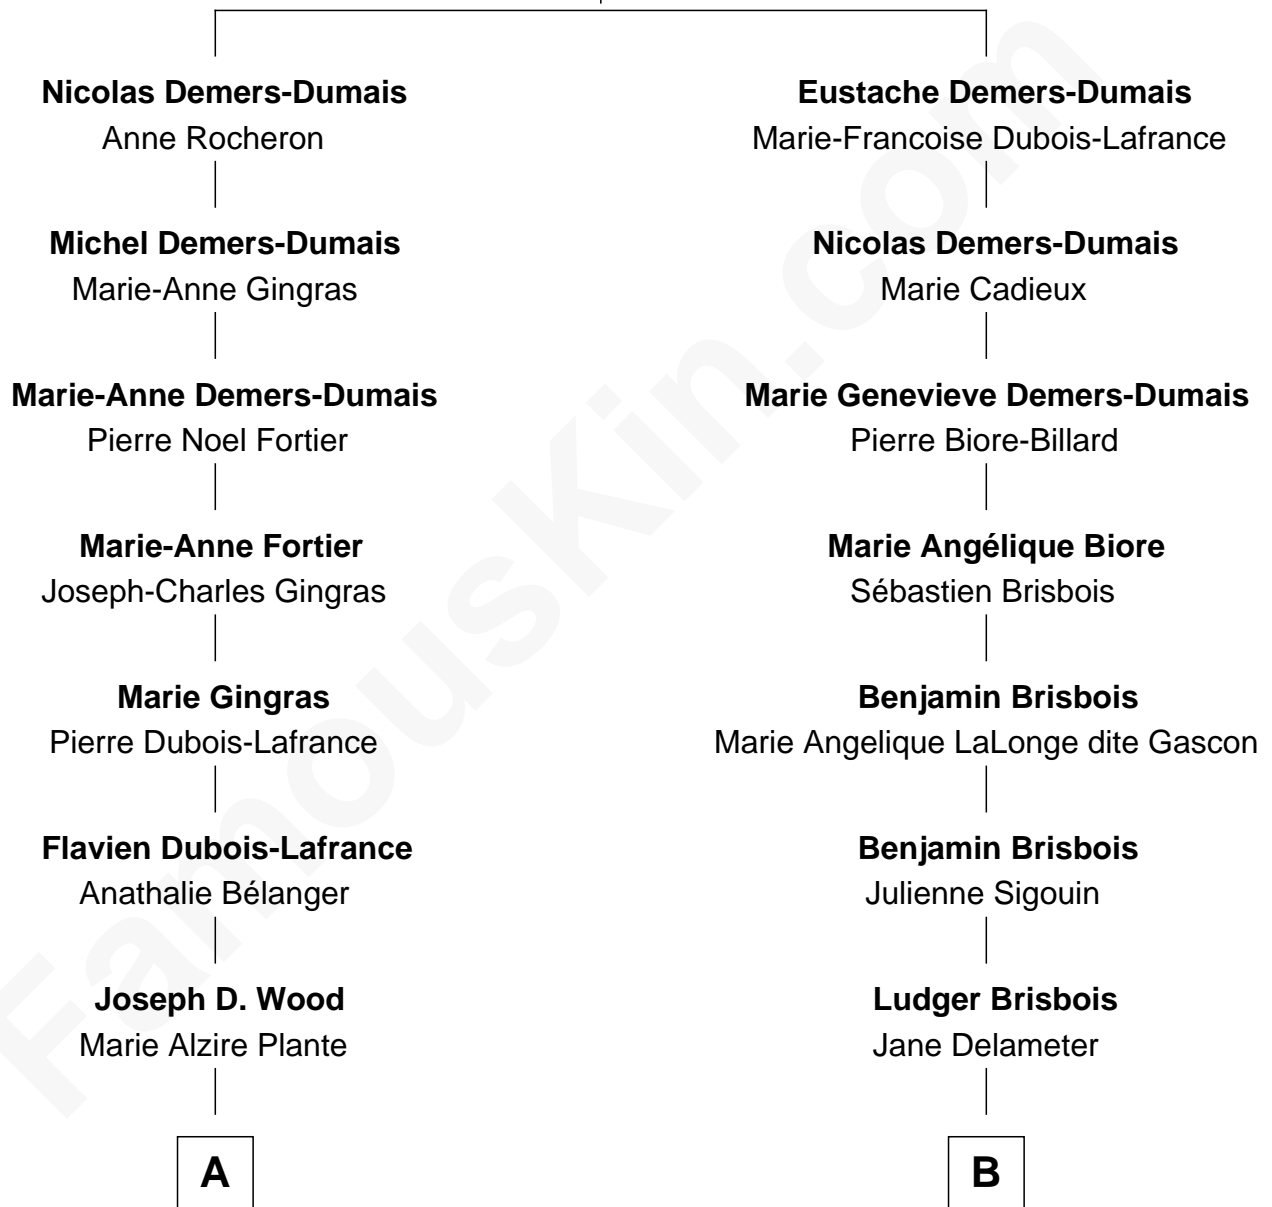 Nicolas Demers-Dumais
Anne Rocheron
Michel Demers-Dumais
Marie-Anne Gingras
Marie-Anne Demers-Dumais
Pierre Noel Fortier
Marie-Anne Fortier
Joseph-Charles Gingras
Marie Gingras
Pierre Dubois-Lafrance
Flavien Dubois-Lafrance
Anathalie Bélanger
Joseph D. Wood
Marie Alzire Plante
A
Eustache Demers-Dumais
Marie-Francoise Dubois-Lafrance
Nicolas Demers-Dumais
Marie Cadieux
Marie Genevieve Demers-Dumais
Pierre Biore-Billard
Marie Angélique Biore
Sébastien Brisbois
Benjamin Brisbois
Marie Angelique LaLonge dite Gascon
Benjamin Brisbois
Julienne Sigouin
Ludger Brisbois
Jane Delameter
B
FamousKin.com